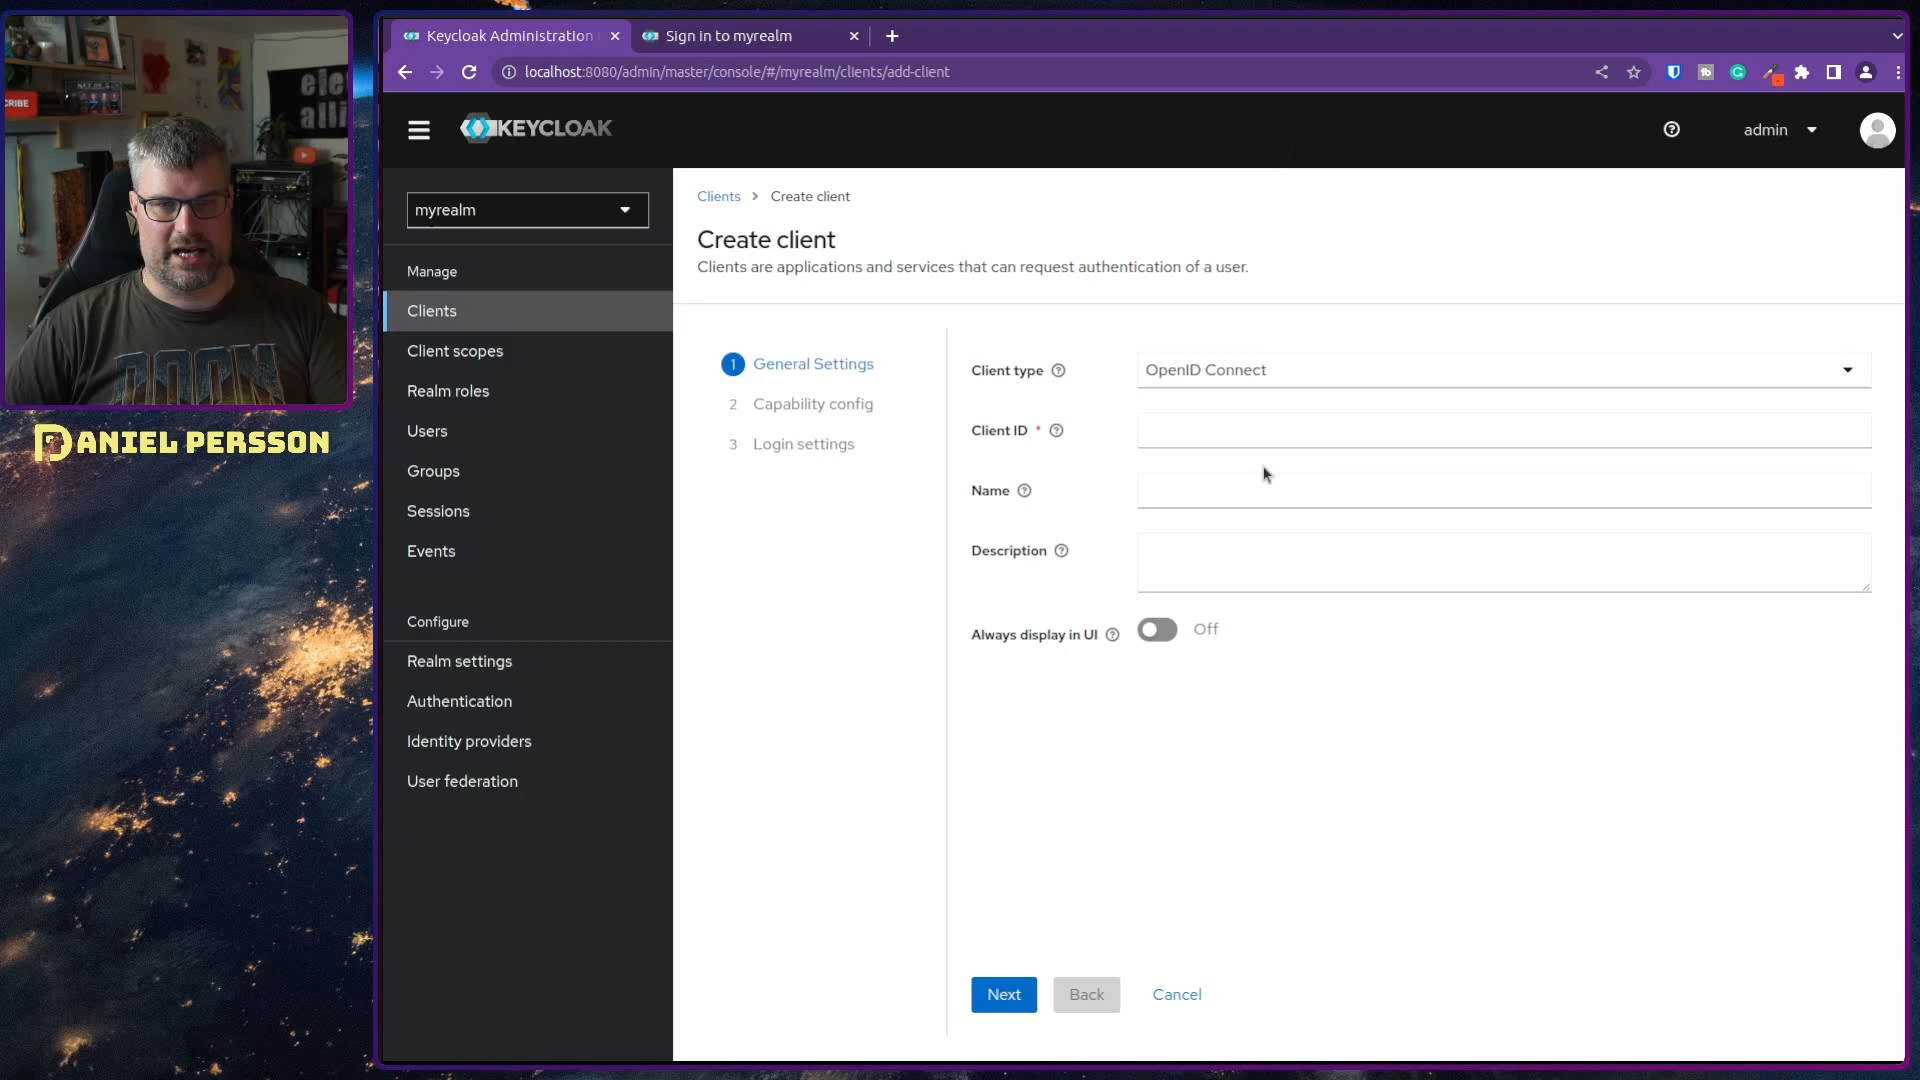 CRIBE
DANIEL PERSSON
Keycloak Administration
Sign in to myrealm
localhost:8080/admin/master/console/#/myrealm/clients/add-client
KEYCLOAK
admin
myrealm
Manage
Clients
Client scopes
Realm roles
Users
Groups
Sessions
Events
Configure
Realm settings
Authentication
Identity providers
User federation
Clients > Create client
Create client
Clients are applications and services that can request authentication of a user.
1 General Settings
2 Capability config
3 Login settings
Client type
OpenID Connect
Client ID *
Name
Description
Always display in UI
Off
Next
Back
Cancel
DOOM